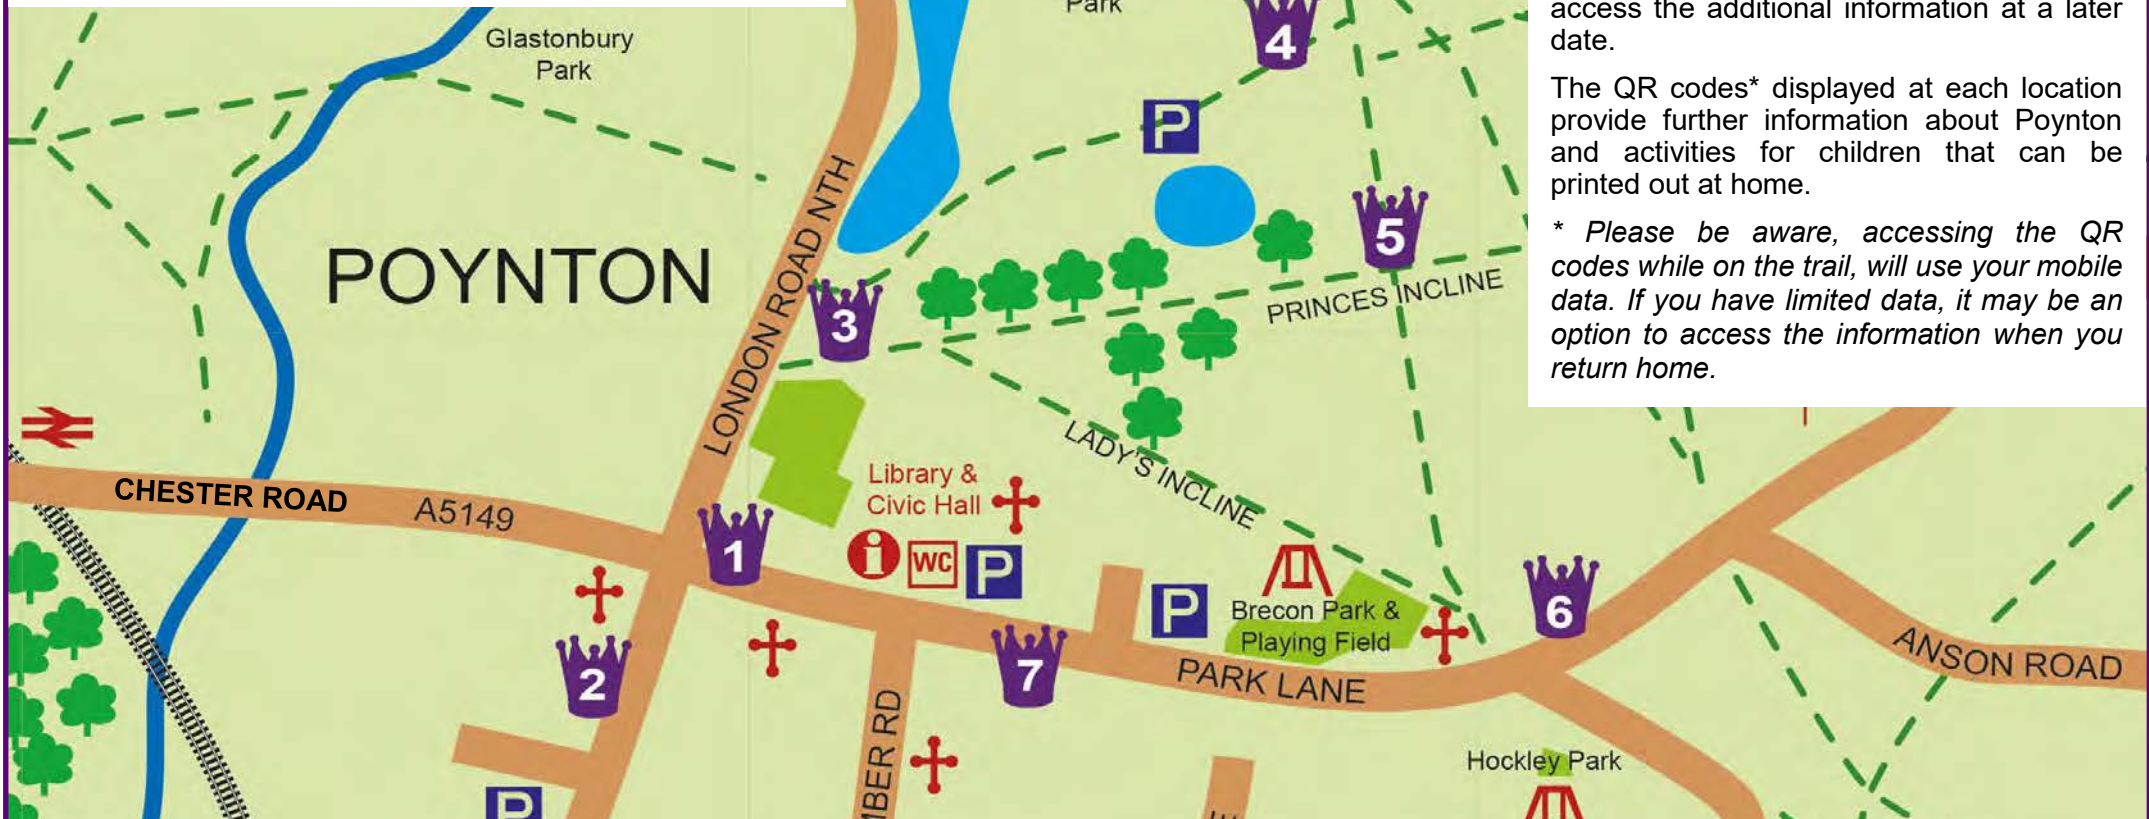 Glastonbury
Park
Park
4
P
access the additional information at a later
date.
The QR codes* displayed at each location
provide further information about Poynton
and activities for children that can be
printed out at home.
* Please be aware, accessing the QR
codes while on the trail, will use your mobile
data. If you have limited data, it may be an
option to access the information when you
return home.
POYNTON
LONDON ROAD NTH
3
5
PRINCES INCLINE
LADY'S INCLINE
CHESTER ROAD
A5149
Library &
Civic Hall
1
i
WC
P
P
Brecon Park &
Playing Field
6
2
7
PARK LANE
ANSON ROAD
MBER RD
Hockley Park
P